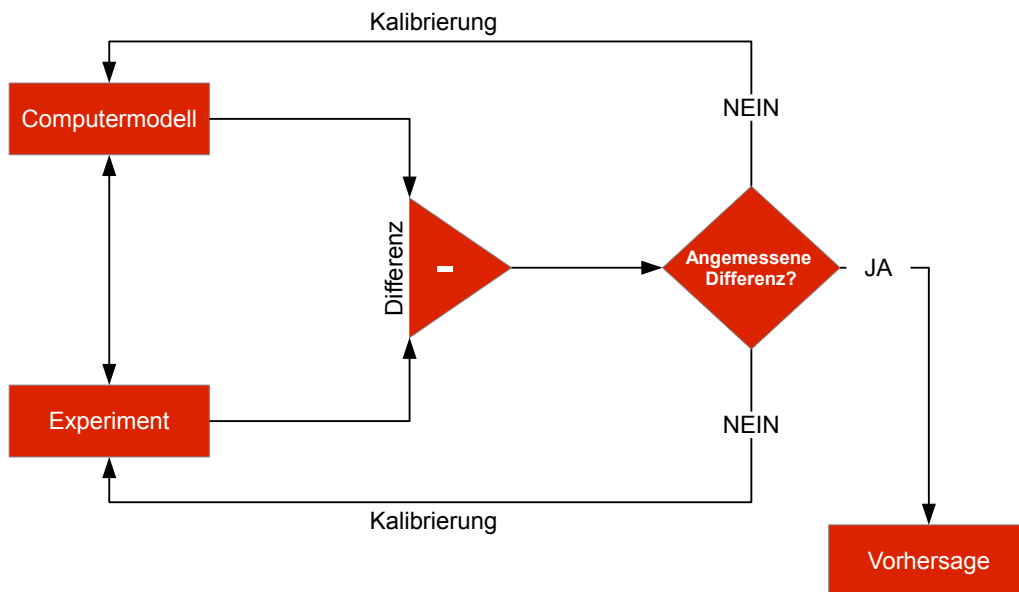 Kalibrierung
Computermodell
NEIN
Differenz
-
Angemessene
Differenz?
JA
Experiment
NEIN
Kalibrierung
Vorhersage